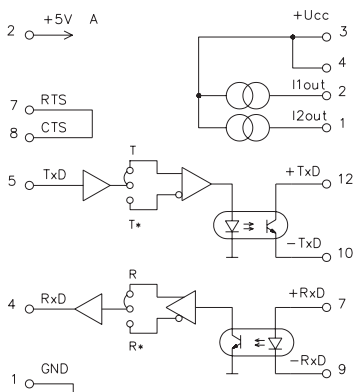 +5V A
2
+Ucc
3
4
I1out
2
I2out
1
7 RTS
8 CTS
T
5 TxD
T*
+TxD
12
-TxD
10
R
4 RxD
R*
+RxD
7
-RxD
9
1 GND